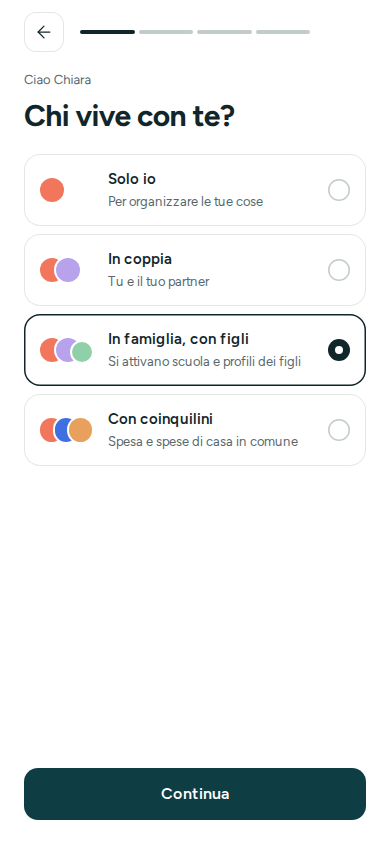 Ciao Chiara
Chi vive con te?
Solo io
Per organizzare le tue cose
In coppia
Tu e il tuo partner
In famiglia, con figli
Si attivano scuola e profili dei figli
Con coinquilini
Spesa e spese di casa in comune
Continua